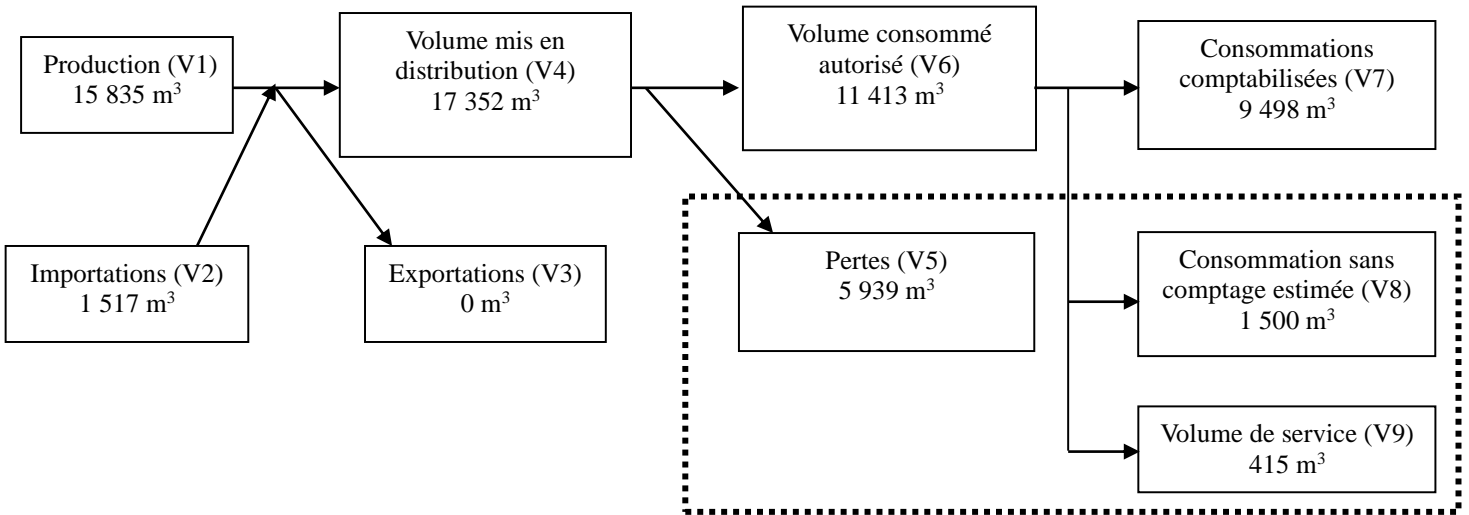 Production (V1)
15 835 m³
Volume mis en
distribution (V4)
17 352 m³
Volume consommé
autorisé (V6)
11 413 m³
Consommations
comptabilisées (V7)
9 498 m³
Importations (V2)
1 517 m³
Exportations (V3)
0 m³
Pertes (V5)
5 939 m³
Consommation sans
comptage estimée (V8)
1 500 m³
Volume de service (V9)
415 m³